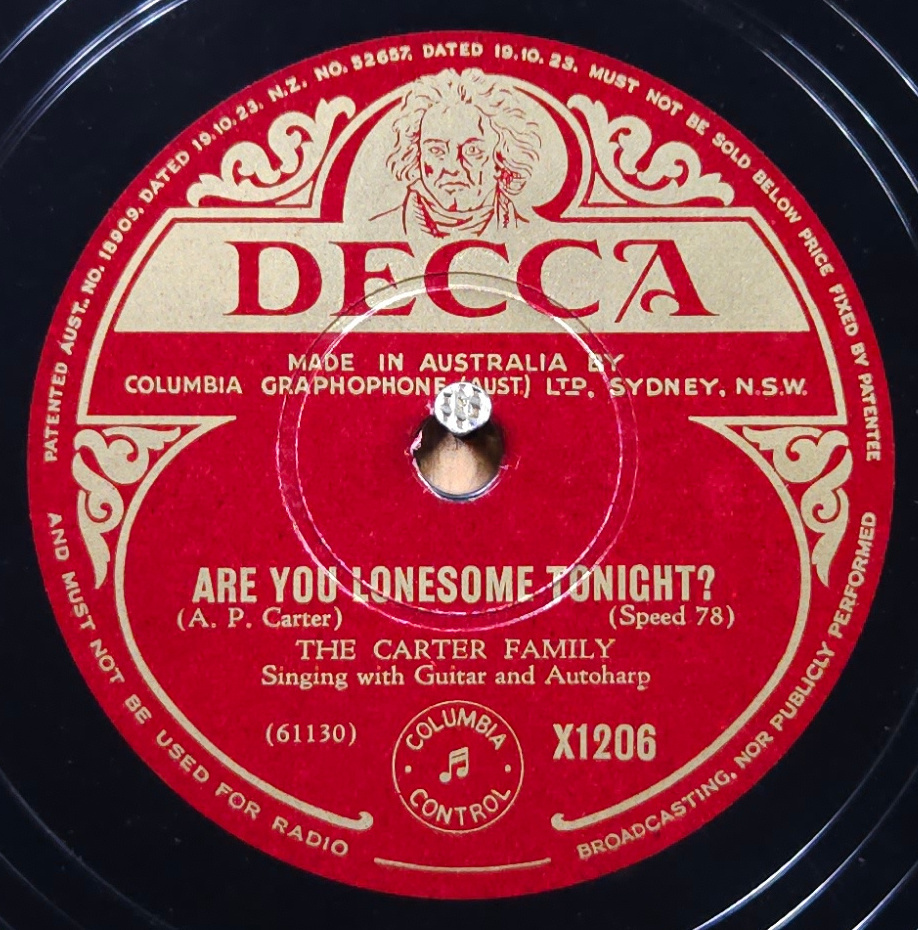 PATENTED AUST. NO. 18909, DATED 19.10.23. N.Z. NO. 52657, DATED 19.10.23. MUST NOT BE SOLD BELOW PRICE FIXED BY PATENTEE
DECCA
MADE IN AUSTRALIA BY
COLUMBIA GRAPHOPHONE (AUST.) LTD. SYDNEY, N.S.W.
ARE YOU LONESOME TONIGHT?
(A. P. Carter) (Speed 78)
THE CARTER FAMILY
Singing with Guitar and Autoharp
(61130) X1206
COLUMBIA
CONTROL
AND MUST NOT BE USED FOR RADIO BROADCASTING, NOR PUBLICLY PERFORMED